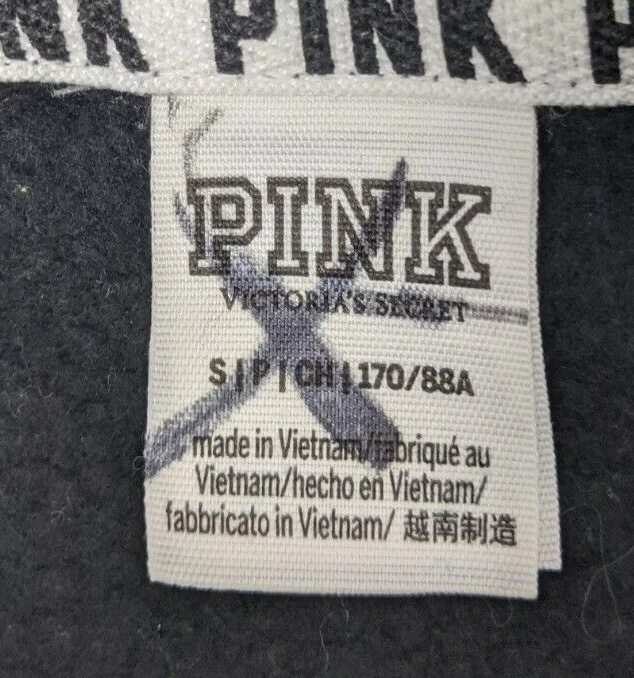 NK PINK P
PINK
VICTORIA'S SECRET
S | P | CH | 170/88A
made in Vietnam/fabriqué au
Vietnam/hecho en Vietnam/
fabbricato in Vietnam/ 越南制造